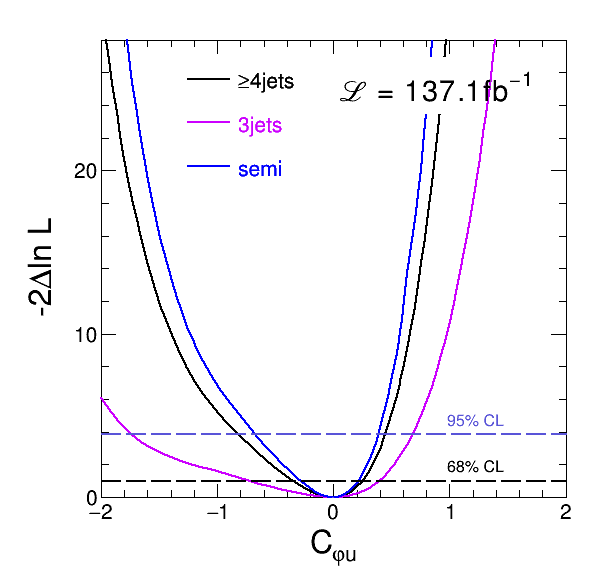 ≥4jets
3jets
semi
ℒ = 137.1fb⁻¹
-2Δln L
20
10
0
95% CL
68% CL
−2 −1 0 1 2
C_φu